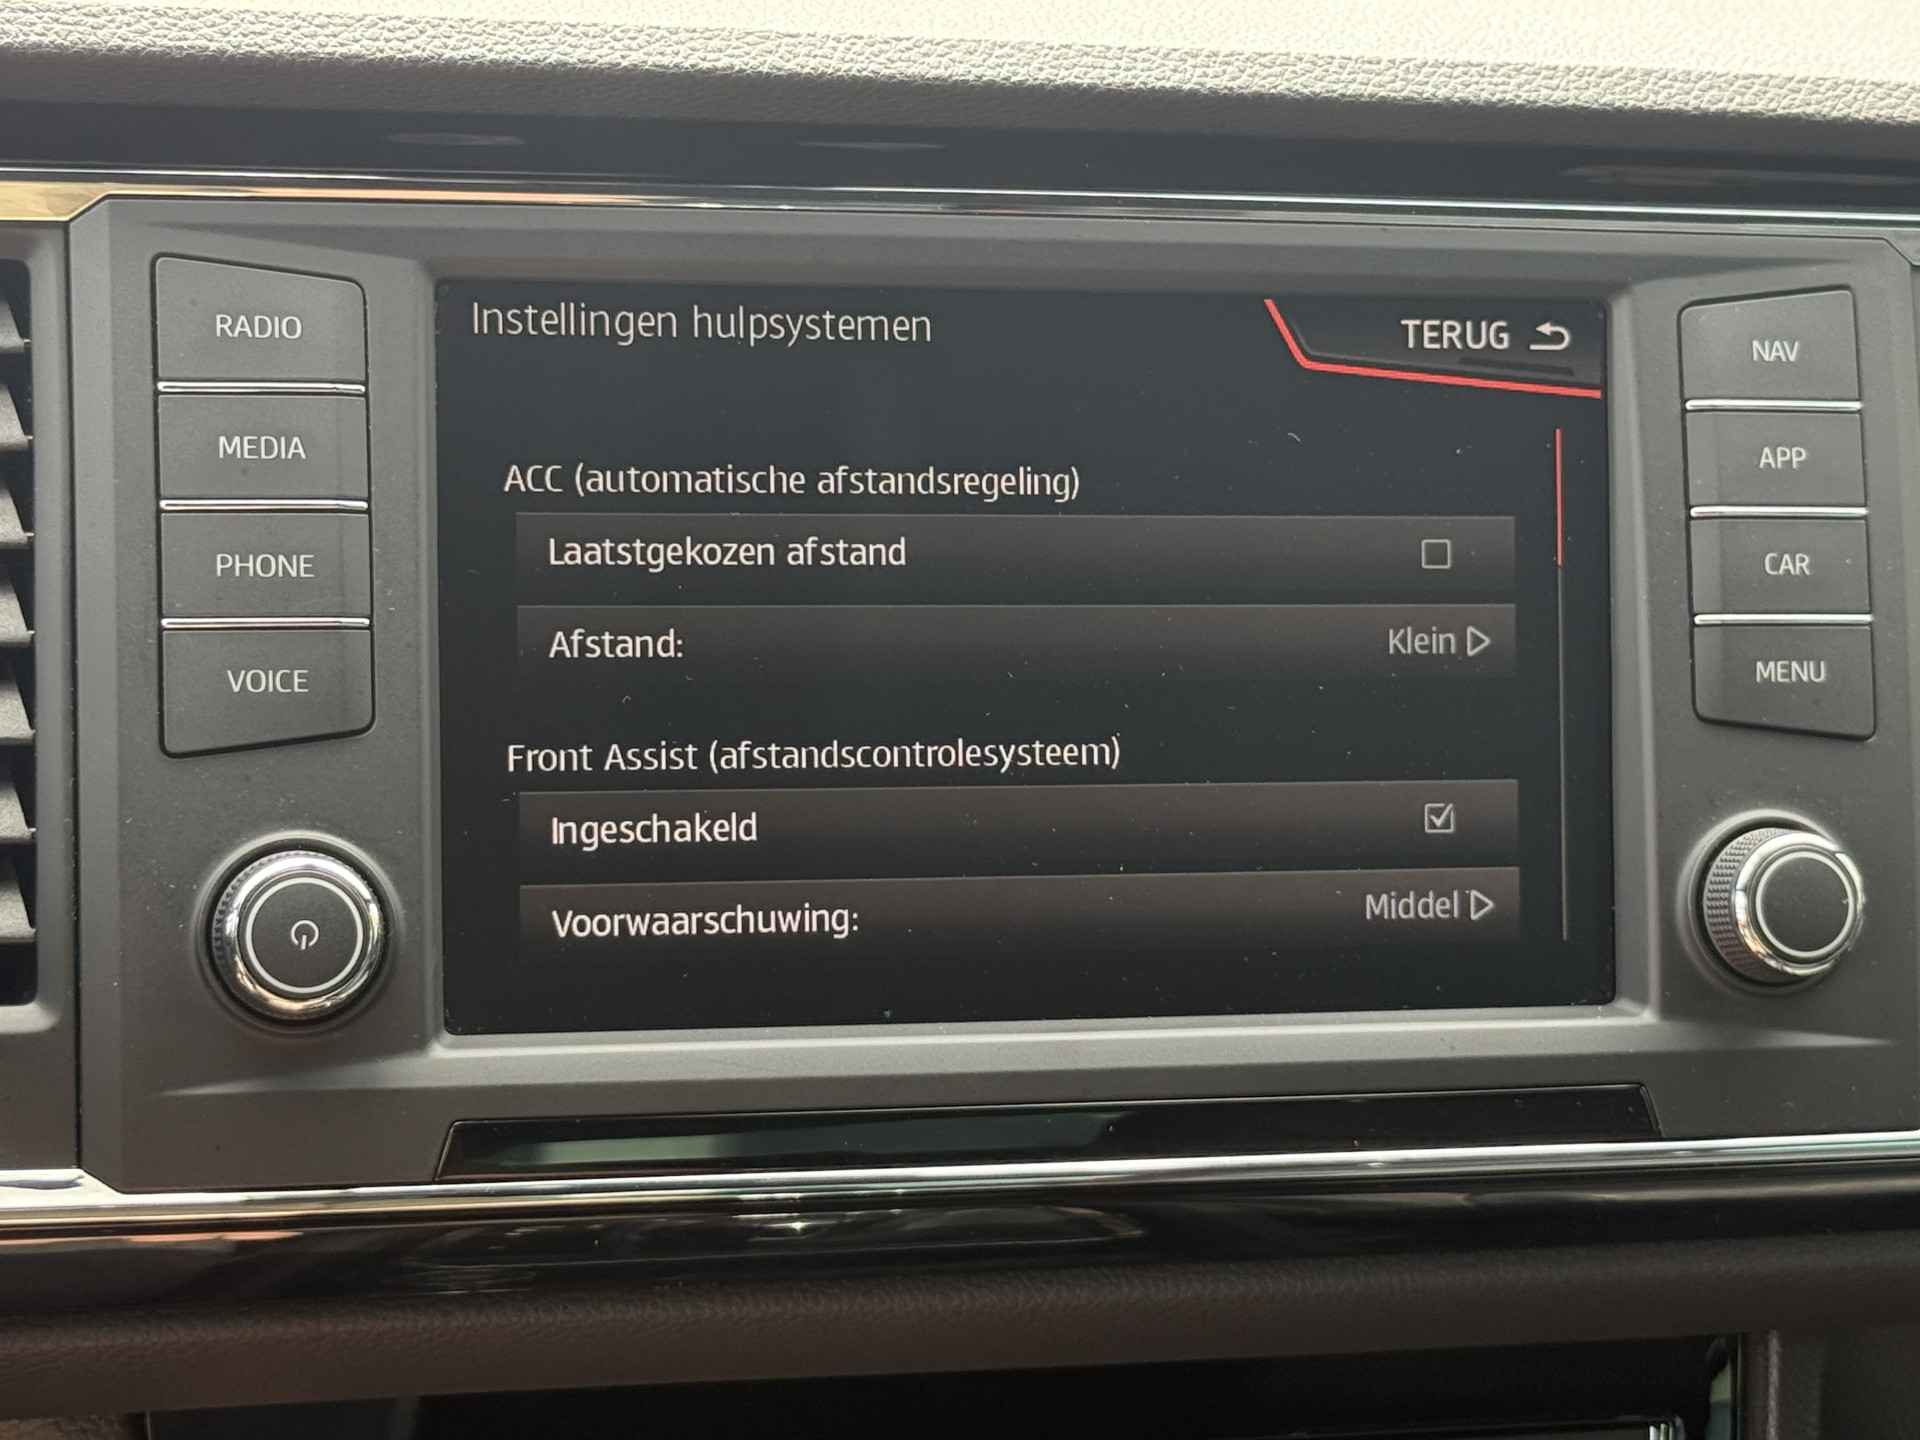 Instellingen hulpsystemen
TERUG
ACC (automatische afstandsregeling)
Laatstgekozen afstand
Afstand: Klein
Front Assist (afstandscontrolesysteem)
Ingeschakeld
Voorwaarschuwing: Middel
RADIO
MEDIA
PHONE
VOICE
NAV
APP
CAR
MENU